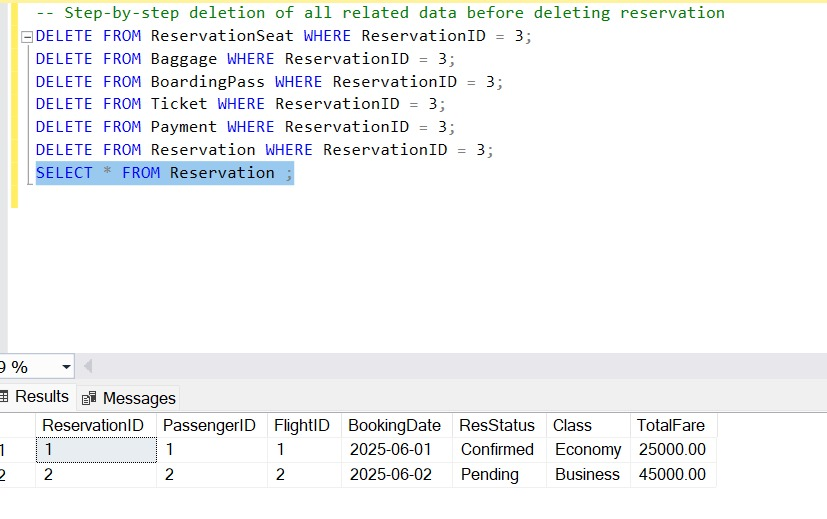 -- Step-by-step deletion of all related data before deleting reservation
DELETE FROM ReservationSeat WHERE ReservationID = 3;
DELETE FROM Baggage WHERE ReservationID = 3;
DELETE FROM BoardingPass WHERE ReservationID = 3;
DELETE FROM Ticket WHERE ReservationID = 3;
DELETE FROM Payment WHERE ReservationID = 3;
DELETE FROM Reservation WHERE ReservationID = 3;
SELECT * FROM Reservation ;
9 %
Results Messages
ReservationID PassengerID FlightID BookingDate ResStatus Class TotalFare
1 1 1 1 2025-06-01 Confirmed Economy 25000.00
2 2 2 2 2025-06-02 Pending Business 45000.00